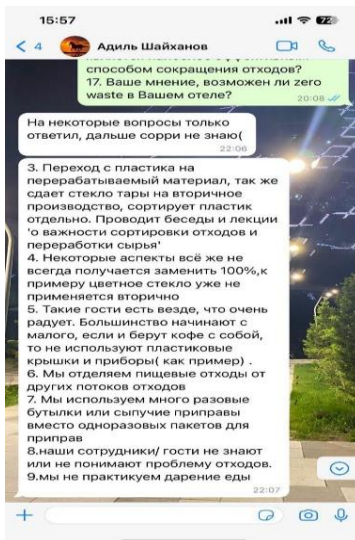 15:57
72
4
Адиль Шайханов
способом сокращения отходов?
17. Ваше мнение, возможен ли zero
waste в Вашем отеле?
20:08
На некоторые вопросы только
ответил, дальше сорри не знаю(
22:06
3. Переход с пластика на
перерабатываемый материал, так же
сдает стекло тары на вторичное
производство, сортирует пластик
отдельно. Проводит беседы и лекции
'о важности сортировки отходов и
переработки сырья'
4. Некоторые аспекты всё же не
всегда получается заменить 100%,к
примеру цветное стекло уже не
применяется вторично
5. Такие гости есть везде, что очень
радует. Большинство начинают с
малого, если и берут кофе с собой,
то не используют пластиковые
крышки и приборы( как пример) .
6. Мы отделяем пищевые отходы от
других потоков отходов
7. Мы используем много разовые
бутылки или сыпучие приправы
вместо одноразовых пакетов для
приправ
8.наши сотрудники/ гости не знают
или не понимают проблему отходов.
9.мы не практикуем дарение еды
22:07